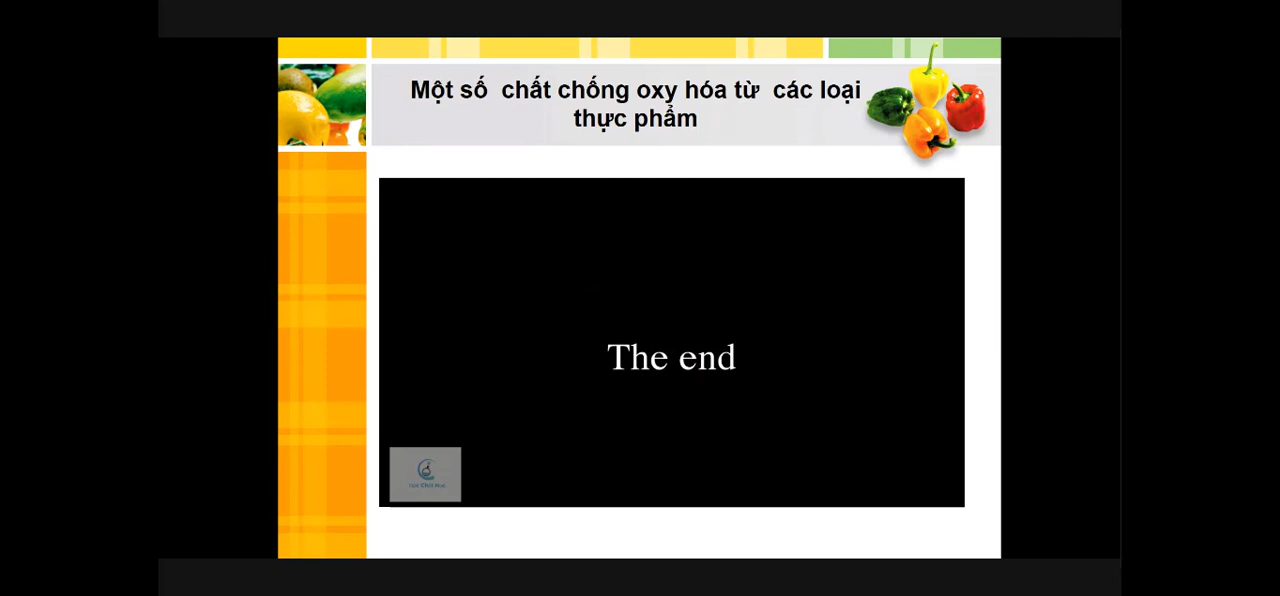 Một số chất chống oxy hóa từ các loại
thực phẩm
The end